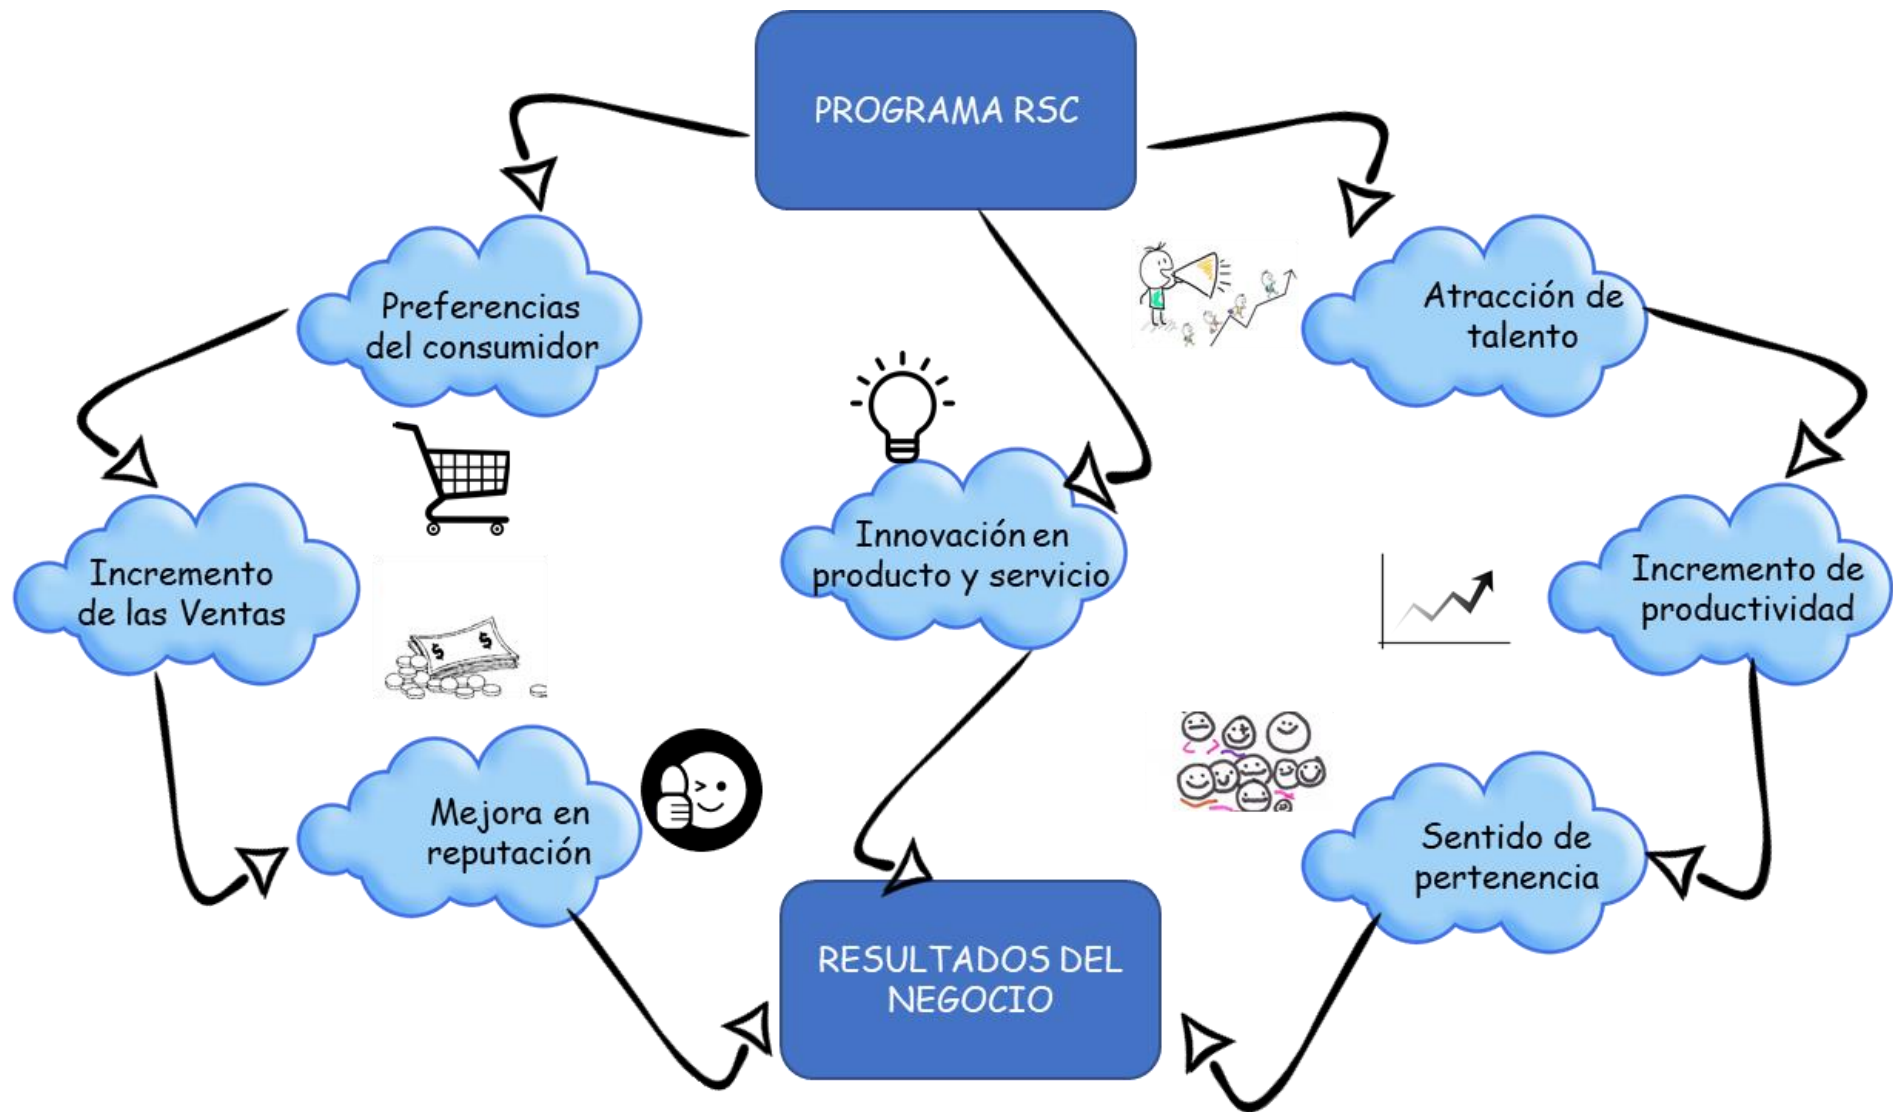 PROGRAMA RSC
Preferencias
del consumidor
Atracción de
talento
Innovación en
producto y servicio
Incremento
de las Ventas
Incremento de
productividad
$ $
Mejora en
reputación
Sentido de
pertenencia
RESULTADOS DEL
NEGOCIO